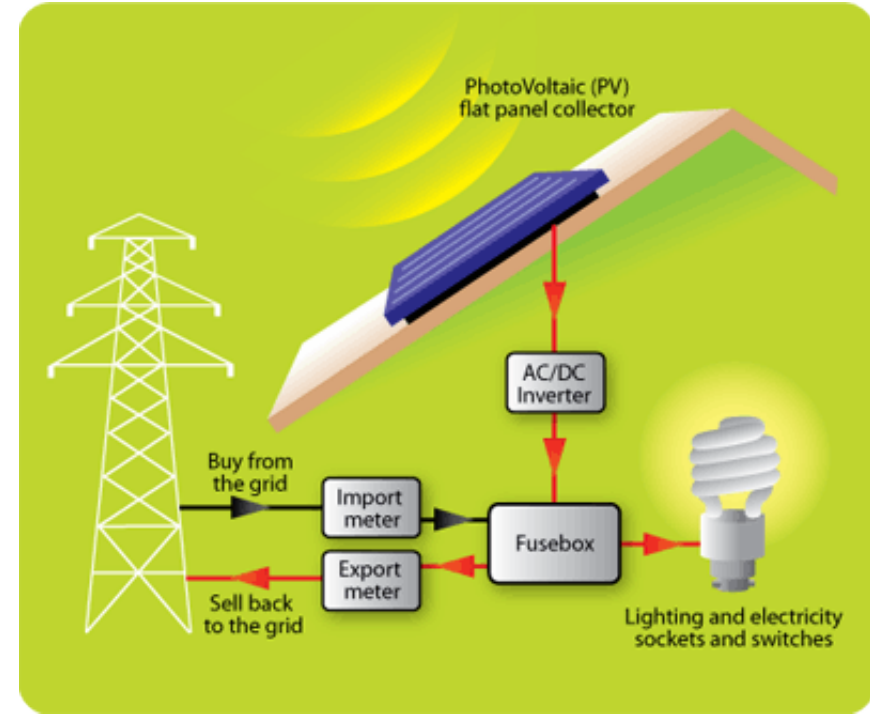 PhotoVoltaic (PV)
flat panel collector
AC/DC
Inverter
Buy from
the grid
Import
meter
Fusebox
Export
meter
Sell back
to the grid
Lighting and electricity
sockets and switches